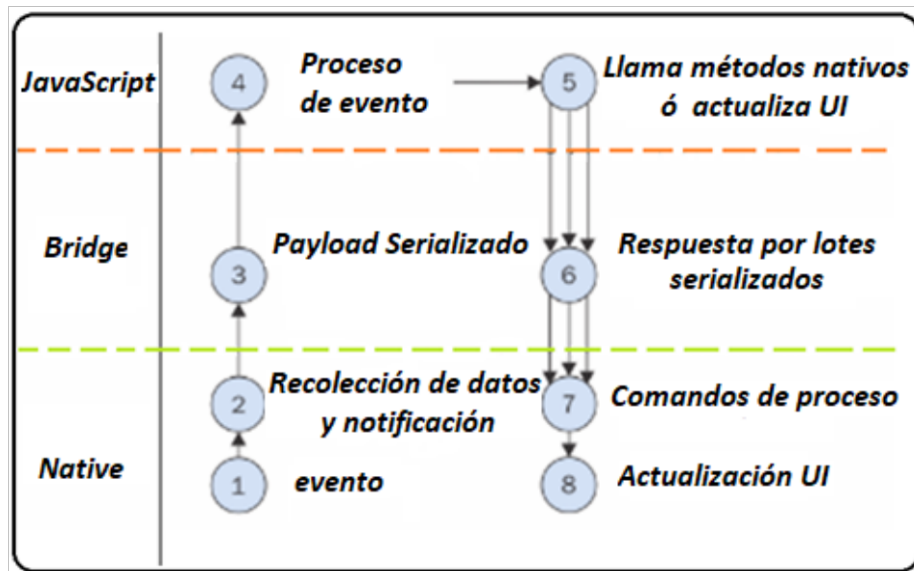 JavaScript
4
Proceso
de evento
5
Llama métodos nativos
ó actualiza UI
Bridge
3
Payload Serializado
6
Respuesta por lotes
serializados
2
Recolección de datos
y notificación
7
Comandos de proceso
Native
1
evento
8
Actualización UI